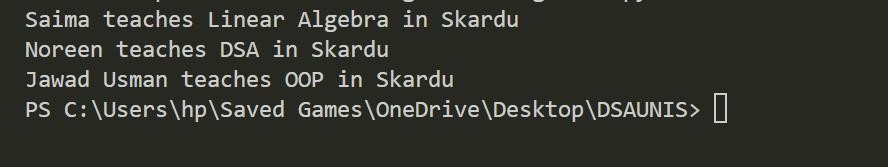 Saima teaches Linear Algebra in Skardu
Noreen teaches DSA in Skardu
Jawad Usman teaches OOP in Skardu
PS C:\Users\hp\Saved Games\OneDrive\Desktop\DSAUNIS>